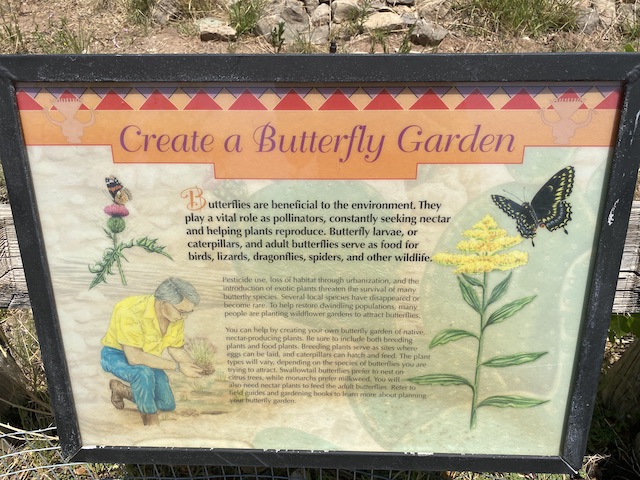 Create a Butterfly Garden
Butterflies are beneficial to the environment. They
play a vital role as pollinators, constantly seeking nectar
and helping plants reproduce. Butterfly larvae, or
caterpillars, and adult butterflies serve as food for
birds, lizards, dragonflies, spiders, and other wildlife.
Pesticide use, loss of habitat through urbanization, and the
introduction of exotic plants threaten the survival of many
butterfly species. Several local species have disappeared or
become rare. To help restore dwindling populations, many
people are planting wildflower gardens to attract butterflies.
You can help by creating your own butterfly garden of native,
nectar-producing plants. Be sure to include both breeding
plants and food plants. Breeding plants serve as sites where
eggs can be laid, and caterpillars can hatch and feed. The plant
types will vary, depending on the species of butterflies you are
trying to attract. Swallowtail butterflies prefer to nest on
citrus trees, while monarchs prefer milkweed. You will
also need nectar plants to feed the adult butterflies. Refer to
field guides and gardening books to learn more about planning
your butterfly garden.